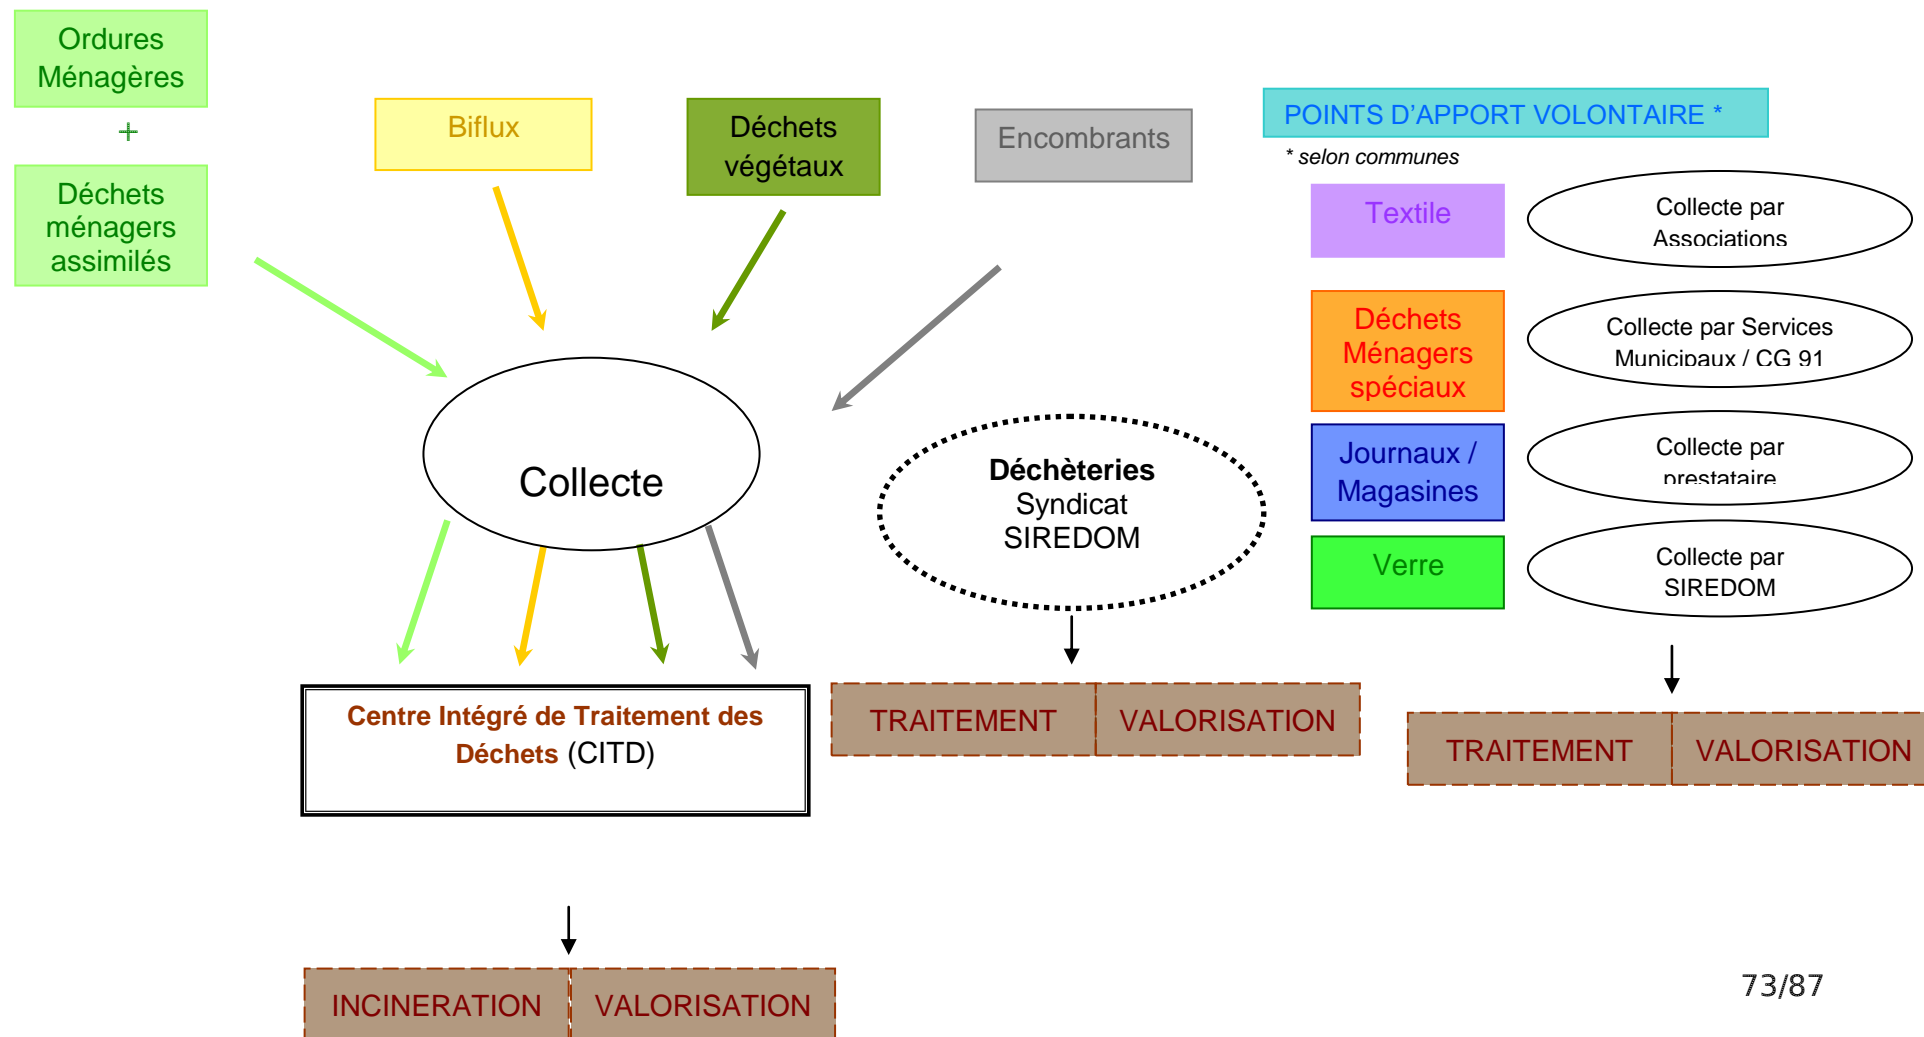 Ordures
Ménagères
+
Déchets
ménagers
assimilés
Biflux
Déchets
végétaux
Encombrants
POINTS D'APPORT VOLONTAIRE *
* selon communes
Textile
Collecte par
Associations
Déchets
Ménagers
spéciaux
Collecte par Services
Municipaux / CG 91
Journaux /
Magasines
Collecte par
prestataire
Verre
Collecte par
SIREDOM
Collecte
Déchèteries
Syndicat
SIREDOM
Centre Intégré de Traitement des
Déchets (CITD)
TRAITEMENT VALORISATION
TRAITEMENT VALORISATION
INCINERATION VALORISATION
73/87